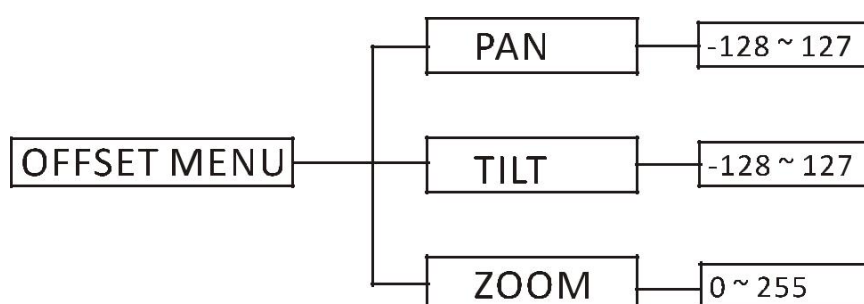 PAN
-128 ~ 127
OFFSET MENU
TILT
-128 ~ 127
ZOOM
0 ~ 255